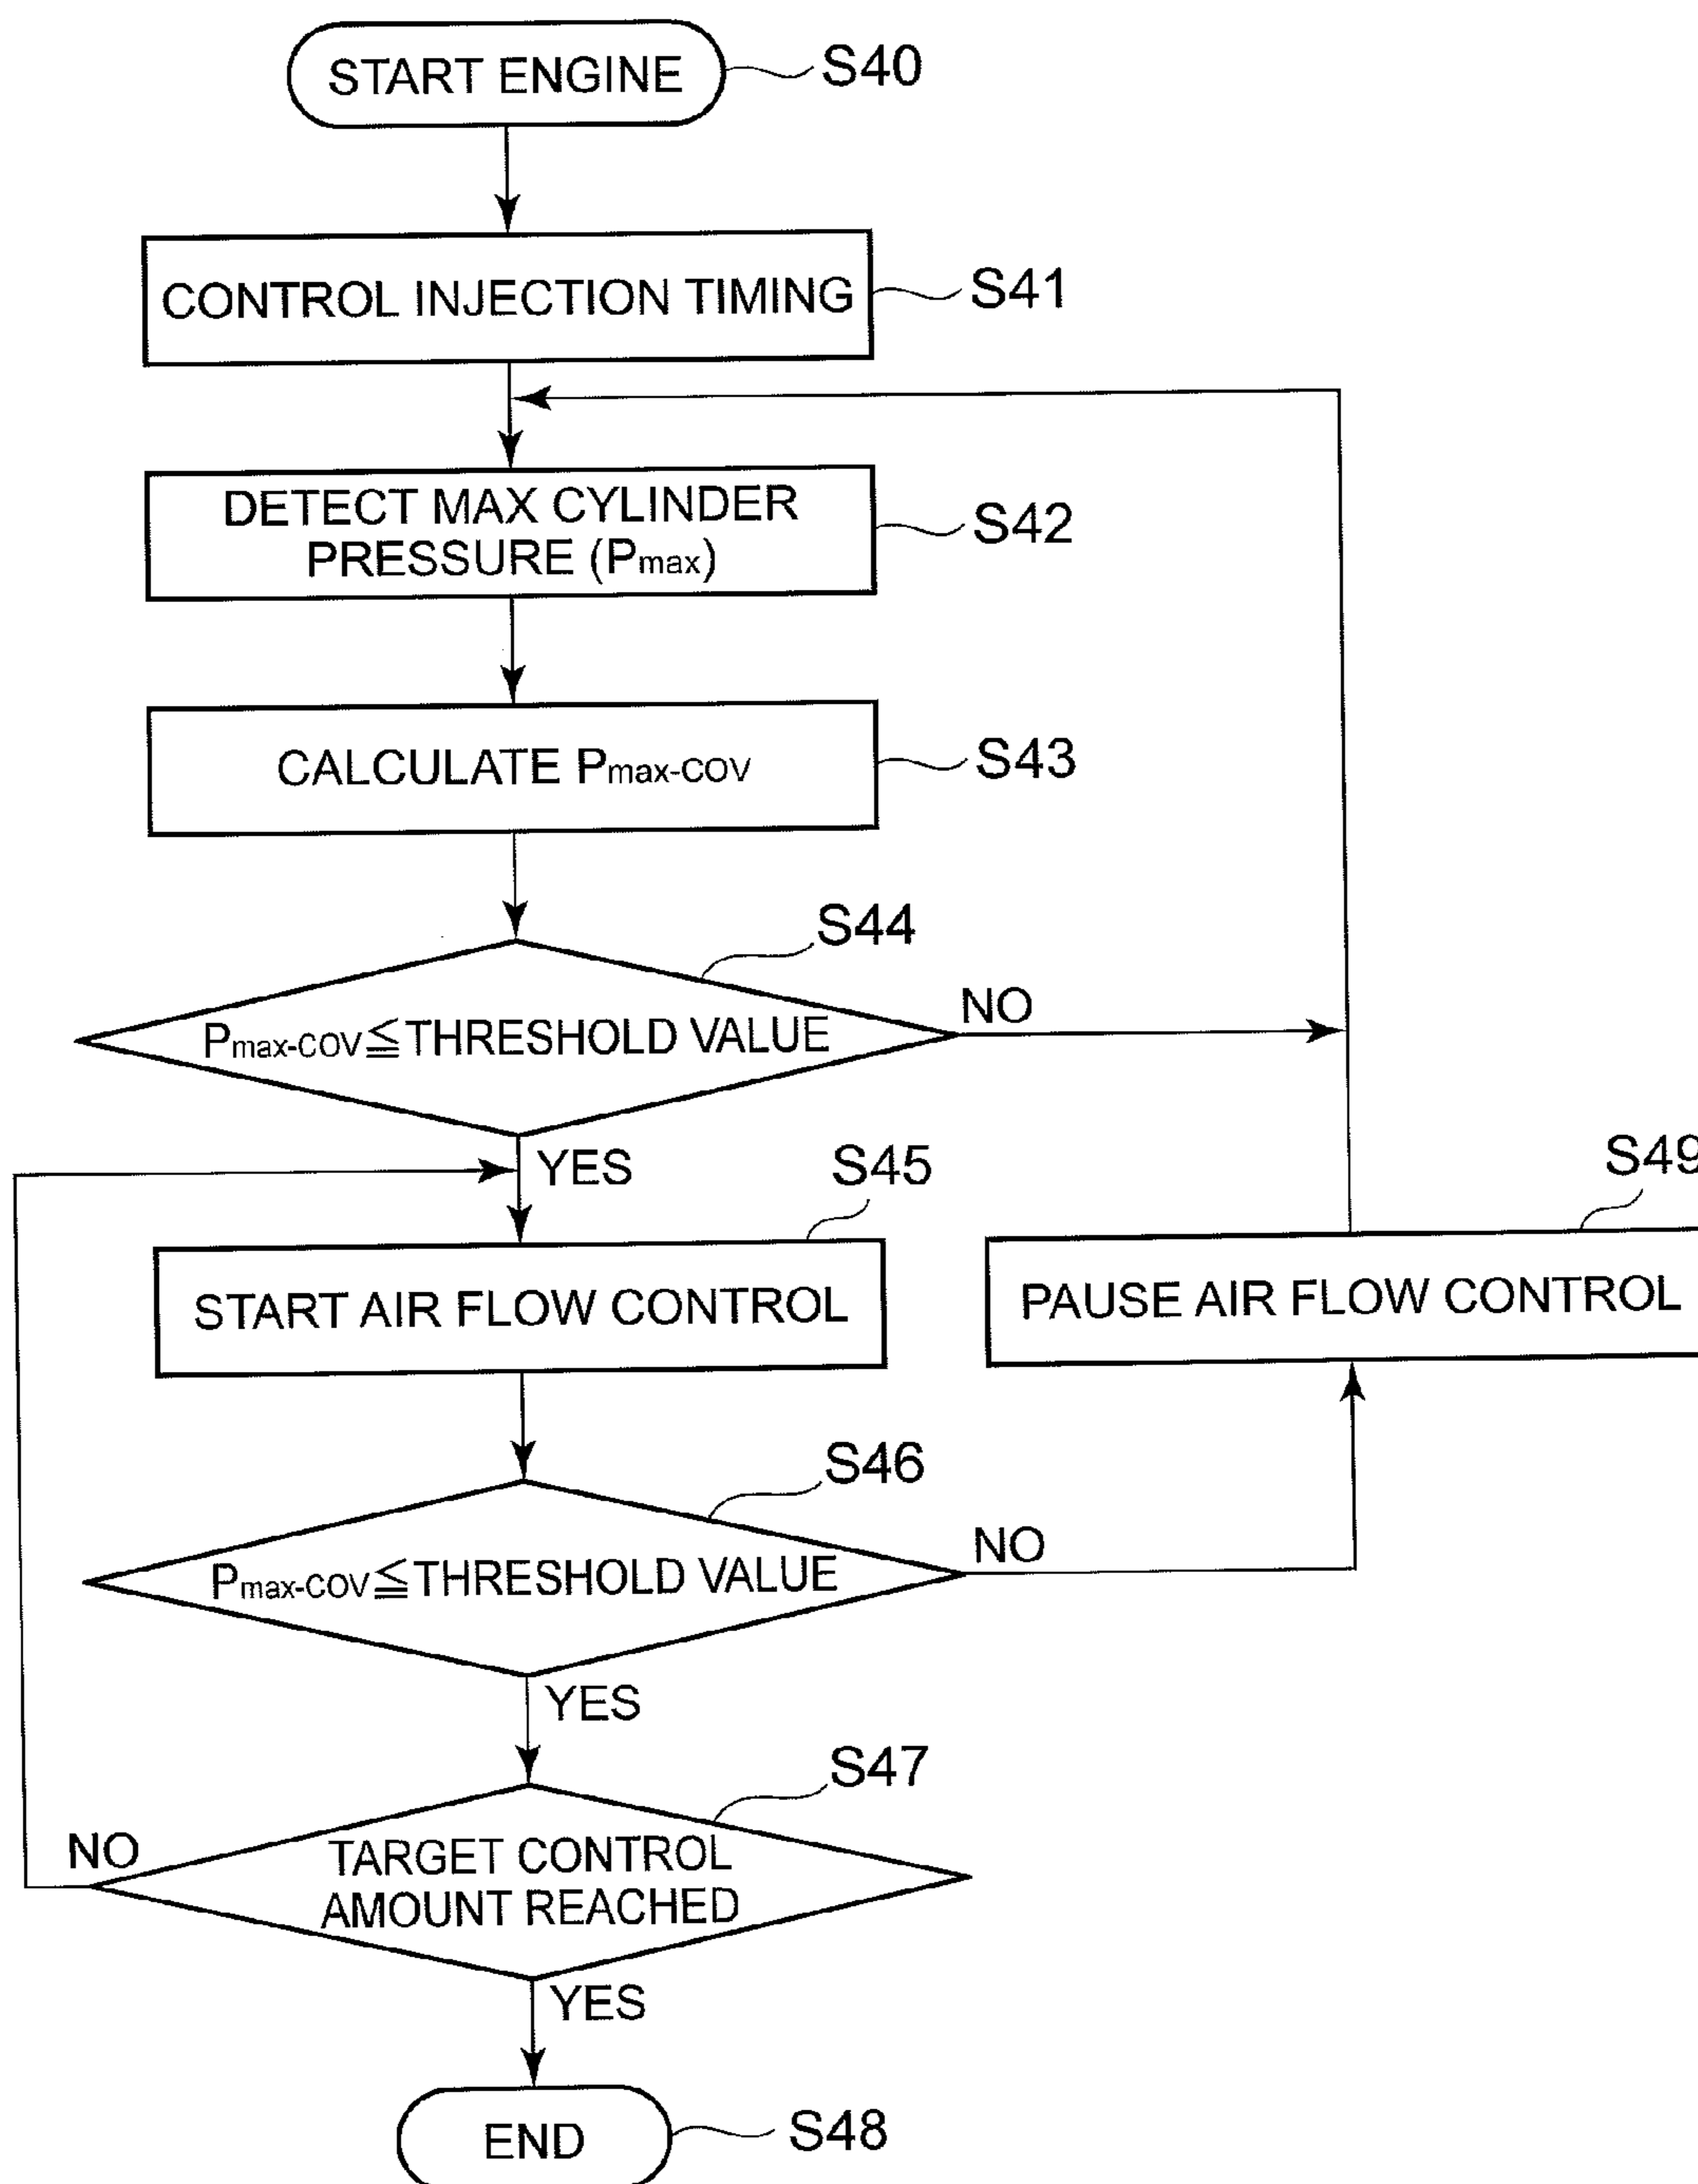 START ENGINE
S40
CONTROL INJECTION TIMING
S41
DETECT MAX CYLINDER
PRESSURE (Pmax)
S42
CALCULATE Pmax-COV
S43
S44
Pmax-COV≦THRESHOLD VALUE
NO
YES
S45
START AIR FLOW CONTROL
S49
PAUSE AIR FLOW CONTROL
S46
Pmax-COV≦THRESHOLD VALUE
NO
YES
S47
TARGET CONTROL
AMOUNT REACHED
NO
YES
END
S48